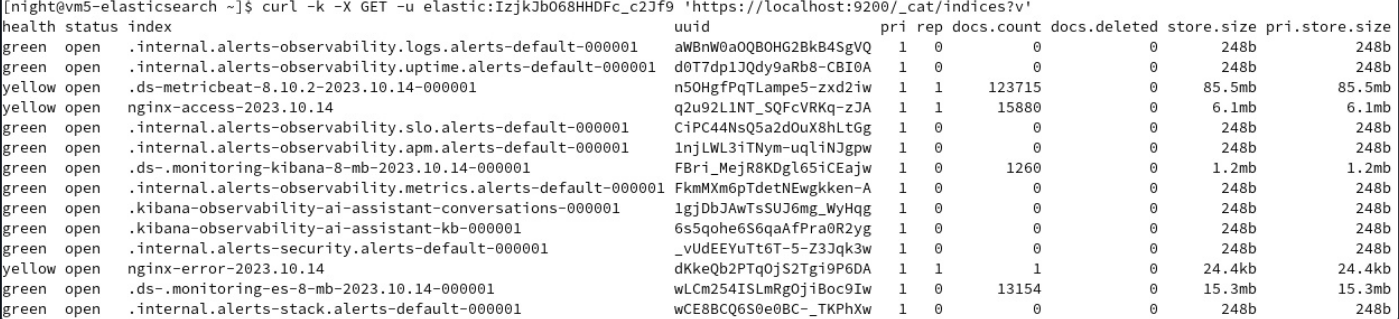 [night@vm5-elasticsearch ~]$ curl -k -X GET -u elastic:IzjkJbO68HHDFc_c2Jf9 'https://localhost:9200/_cat/indices?v'
health status index uuid pri rep docs.count docs.deleted store.size pri.store.size
green open .internal.alerts-observability.logs.alerts-default-000001 aWBnW0aOQBOHG2BkB4SgVQ 1 0 0 0 248b 248b
green open .internal.alerts-observability.uptime.alerts-default-000001 d0T7dp1JQdy9aRb8-CBI0A 1 0 0 0 248b 248b
yellow open .ds-metricbeat-8.10.2-2023.10.14-000001 n5OHgfPqTLampe5-zxd2iw 1 1 123715 0 85.5mb 85.5mb
yellow open nginx-access-2023.10.14 q2u92L1NT_SQFcVRKq-zJA 1 1 15880 0 6.1mb 6.1mb
green open .internal.alerts-observability.slo.alerts-default-000001 CiPC44NsQ5a2dOuX8hLtGg 1 0 0 0 248b 248b
green open .internal.alerts-observability.apm.alerts-default-000001 1njLWL3iTNym-uqliNJgpw 1 0 0 0 248b 248b
green open .ds-.monitoring-kibana-8-mb-2023.10.14-000001 FBri_MejR8KDgl65iCEajw 1 0 1260 0 1.2mb 1.2mb
green open .internal.alerts-observability.metrics.alerts-default-000001 FkmMXm6pTdetNEwgkken-A 1 0 0 0 248b 248b
green open .kibana-observability-ai-assistant-conversations-000001 1gjDbJAwTsSUJ6mg_WyHqg 1 0 0 0 248b 248b
green open .kibana-observability-ai-assistant-kb-000001 6s5qohe6S6qaAfPra0R2yg 1 0 0 0 248b 248b
green open .internal.alerts-security.alerts-default-000001 _vUdEEYuTt6T-5-Z3Jqk3w 1 0 0 0 248b 248b
yellow open nginx-error-2023.10.14 dKkeQb2PTqOjS2Tgi9P6DA 1 1 1 0 24.4kb 24.4kb
green open .ds-.monitoring-es-8-mb-2023.10.14-000001 wLCm254ISLmRgOjiBoc9Iw 1 0 13154 0 15.3mb 15.3mb
green open .internal.alerts-stack.alerts-default-000001 wCE8BCQ6S0e0BC-_TKPhXw 1 0 0 0 248b 248b